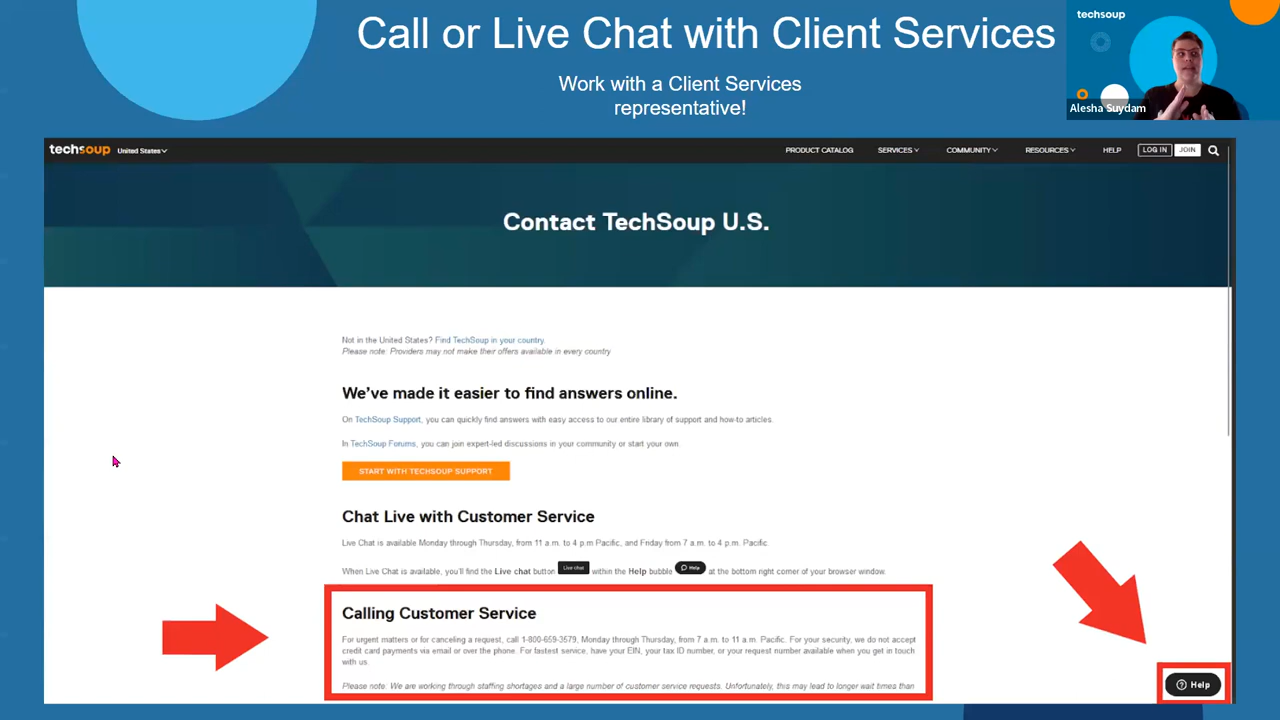 Call or Live Chat with Client Services
Work with a Client Services
representative!
techsoup
Alesha Suydam
techsoup United States
PRODUCT CATALOG SERVICES COMMUNITY RESOURCES HELP LOG IN JOIN
Contact TechSoup U.S.
Not in the United States? Find TechSoup in your country.
Please note: Providers may not make their offers available in every country
We've made it easier to find answers online.
On TechSoup Support, you can quickly find answers with easy access to our entire library of support and how-to articles.
In TechSoup Forums, you can join expert-led discussions in your community or start your own.
START WITH TECHSOUP SUPPORT
Chat Live with Customer Service
Live Chat is available Monday through Thursday, from 11 a.m. to 4 p.m Pacific, and Friday from 7 a.m. to 4 p.m. Pacific.
When Live Chat is available, you'll find the Live chat button Live chat within the Help bubble Help at the bottom right corner of your browser window.
Calling Customer Service
For urgent matters or for canceling a request, call 1-800-659-3579, Monday through Thursday, from 7 a.m. to 11 a.m. Pacific. For your security, we do not accept
credit card payments via email or over the phone. For fastest service, have your EIN, your tax ID number, or your request number available when you get in touch
with us.
Please note: We are working through staffing shortages and a large number of customer service requests. Unfortunately, this may lead to longer wait times than
Help